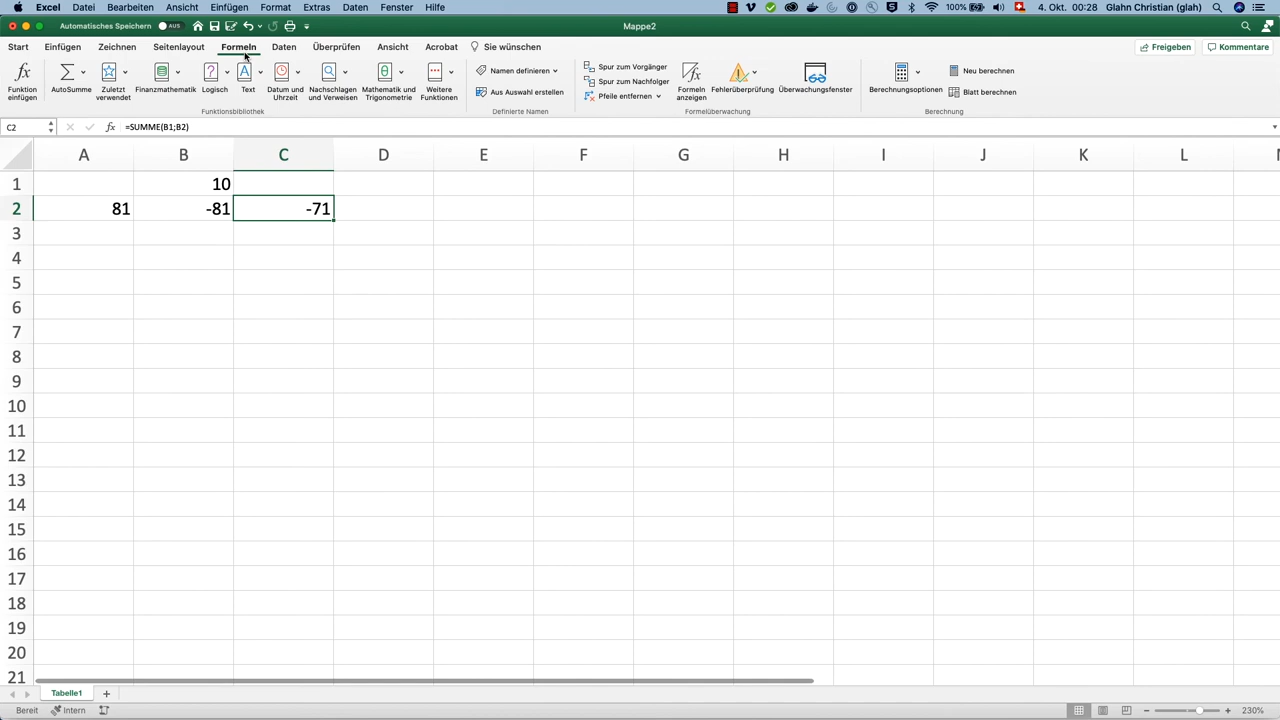 Excel Datei Bearbeiten Ansicht Einfügen Format Extras Daten Fenster Hilfe 100% 4. Okt. 00:28 Glahn Christian (glah)
Automatisches Speichern AUS Mappe2
Start Einfügen Zeichnen Seitenlayout Formeln Daten Überprüfen Ansicht Acrobat Sie wünschen Freigeben Kommentare
Funktion einfügen
AutoSumme
Zuletzt verwendet
Finanzmathematik
Logisch
Text
Datum und Uhrzeit
Nachschlagen und Verweisen
Mathematik und Trigonometrie
Weitere Funktionen
Funktionsbibliothek
Namen definieren
Aus Auswahl erstellen
Definierte Namen
Spur zum Vorgänger
Spur zum Nachfolger
Pfeile entfernen
Formeln anzeigen
Fehlerüberprüfung
Überwachungsfenster
Formelüberwachung
Berechnungsoptionen
Neu berechnen
Blatt berechnen
Berechnung
C2 fx =SUMME(B1;B2)
A B C D E F G H I J K L
1 10
2 81 -81 -71
3
4
5
6
7
8
9
10
11
12
13
14
15
16
17
18
19
20
21
Tabelle1 +
Bereit Intern 230%